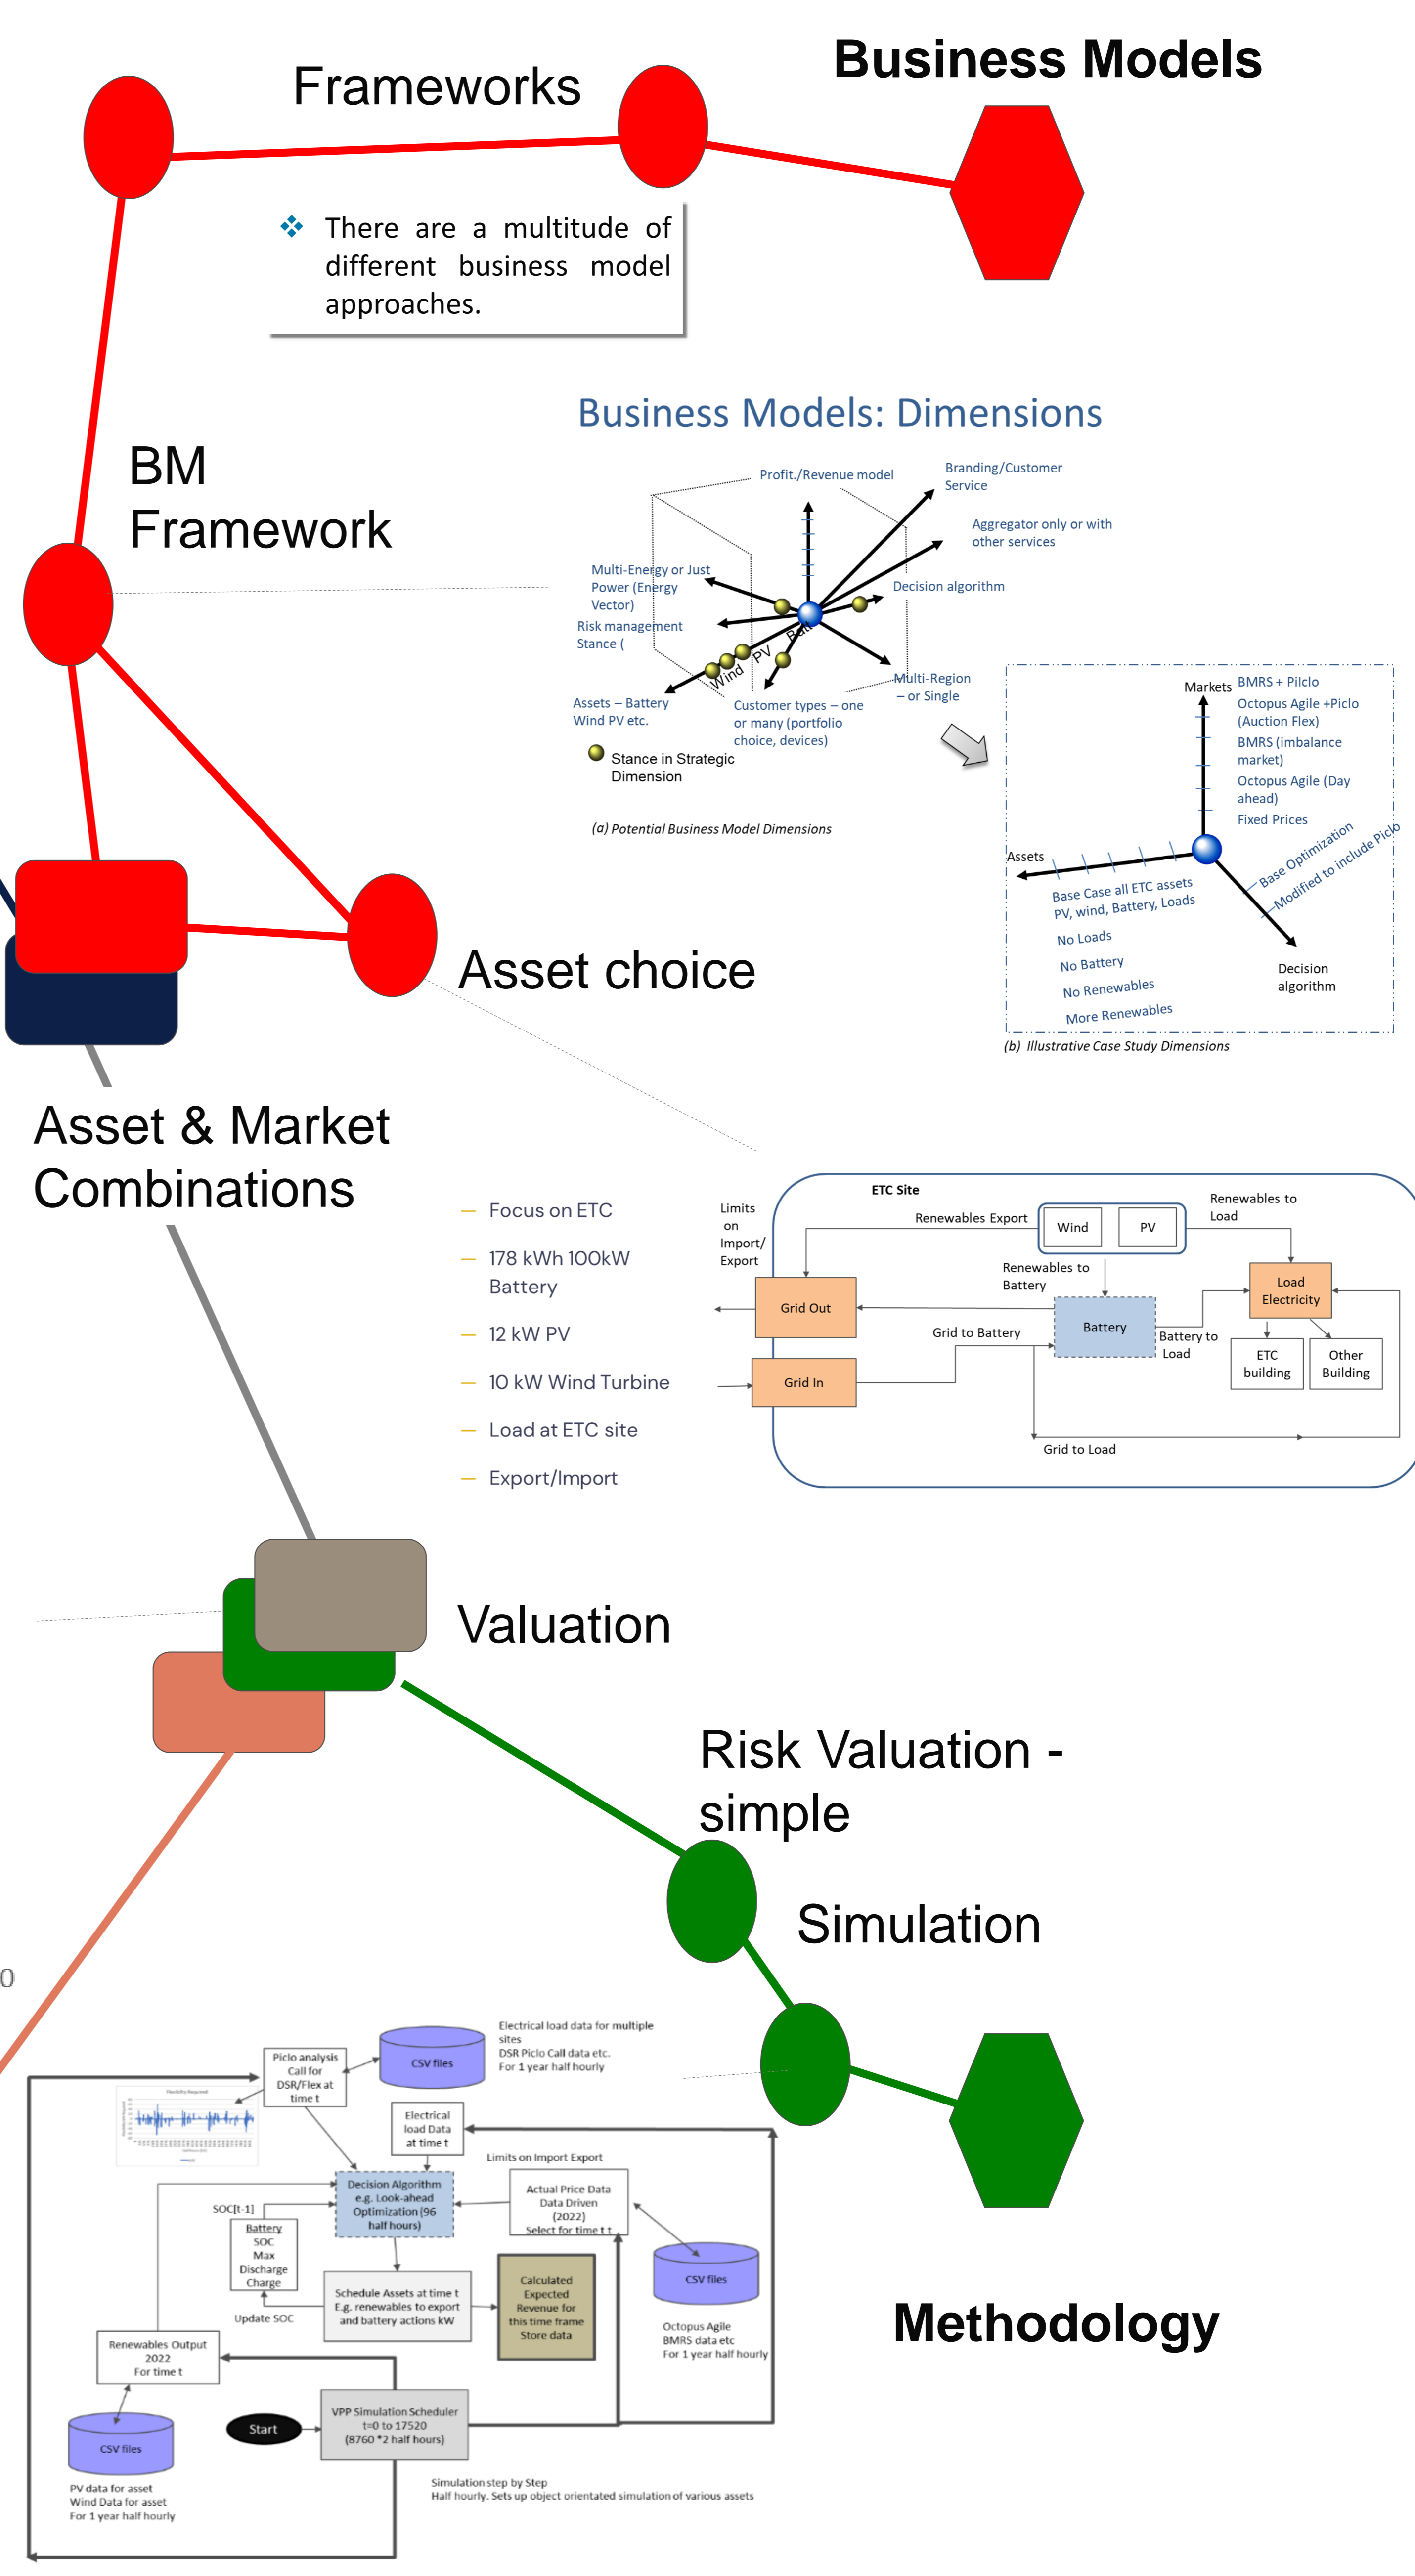 Business Models
Frameworks
There are a multitude of
different business model
approaches.
Business Models: Dimensions
BM
Framework
Profit./Revenue model
Branding/Customer
Service
Aggregator only or with
other services
Multi-Energy or Just
Power (Energy
Vector)
Decision algorithm
Risk management
Stance (
Batt
PV
Wind
Multi-Region
– or Single
Assets – Battery
Wind PV etc.
Customer types – one
or many (portfolio
choice, devices)
Stance in Strategic
Dimension
(a) Potential Business Model Dimensions
Markets
BMRS + Pilclo
Octopus Agile +Piclo
(Auction Flex)
BMRS (imbalance
market)
Octopus Agile (Day
ahead)
Fixed Prices
Base Optimization
Modified to include Piclo
Assets
Base Case all ETC assets
PV, wind, Battery, Loads
No Loads
No Battery
No Renewables
More Renewables
Decision
algorithm
(b) Illustrative Case Study Dimensions
Asset choice
Asset & Market
Combinations
– Focus on ETC
– 178 kWh 100kW
Battery
– 12 kW PV
– 10 kW Wind Turbine
– Load at ETC site
– Export/Import
Limits
on
Import/
Export
ETC Site
Renewables Export
Wind
PV
Renewables to
Load
Renewables to
Battery
Load
Electricity
Grid Out
Battery
Grid to Battery
Battery to
Load
ETC
building
Other
Building
Grid In
Grid to Load
Valuation
Risk Valuation -
simple
Simulation
0
Electrical load data for multiple
sites
DSR Piclo Call data etc.
For 1 year half hourly
CSV files
Piclo analysis
Call for
DSR/Flex at
time t
Flexibility Required
Electrical
load Data
at time t
Limits on Import Export
Decision Algorithm
e.g. Look-ahead
Optimization (96
half hours)
Actual Price Data
Data Driven
(2022)
Select for time t t
SOC[t-1]
Battery
SOC
Max
Discharge
Charge
CSV files
Schedule Assets at time t
E.g. renewables to export
and battery actions kW
Calculated
Expected
Revenue for
this time frame
Store data
Update SOC
Octopus Agile
BMRS data etc
For 1 year half hourly
Methodology
Renewables Output
2022
For time t
VPP Simulation Scheduler
t=0 to 17520
(8760 *2 half hours)
Start
CSV files
PV data for asset
Wind Data for asset
For 1 year half hourly
Simulation step by Step
Half hourly. Sets up object orientated simulation of various assets